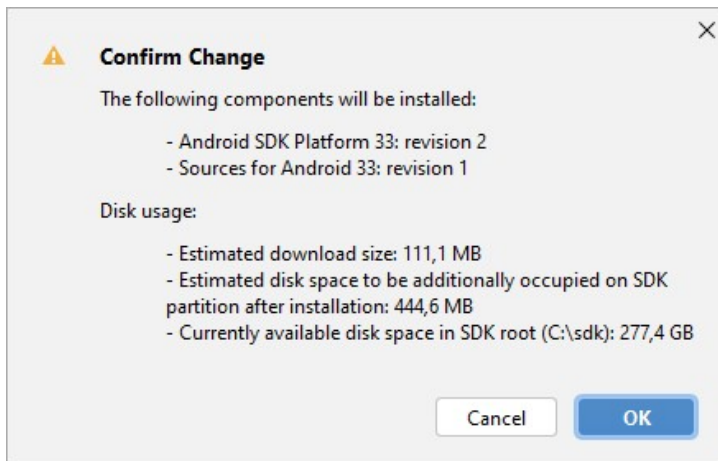 Confirm Change
The following components will be installed:
- Android SDK Platform 33: revision 2
- Sources for Android 33: revision 1
Disk usage:
- Estimated download size: 111,1 MB
- Estimated disk space to be additionally occupied on SDK
partition after installation: 444,6 MB
- Currently available disk space in SDK root (C:\sdk): 277,4 GB
Cancel
OK